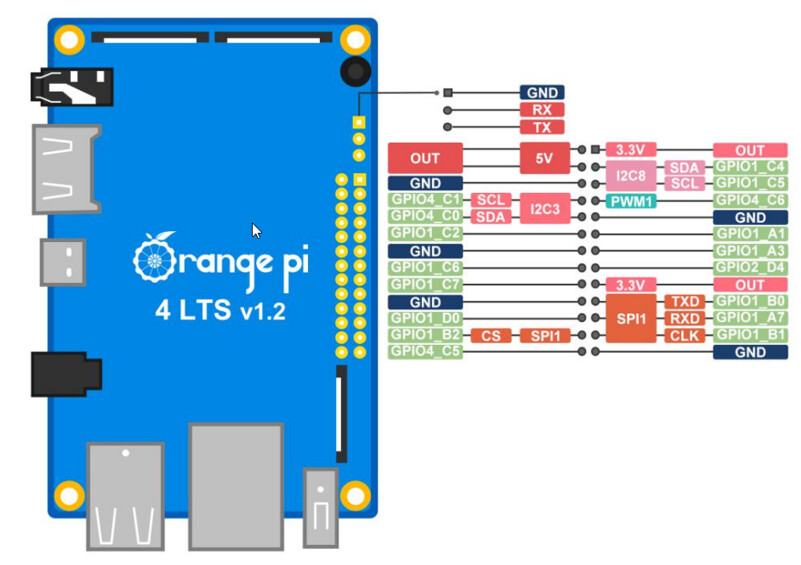 GND
RX
TX
OUT 5V 3.3V OUT
I2C8 SDA GPIO1_C4
GND SCL GPIO1_C5
GPIO4_C1 SCL I2C3 PWM1 GPIO4_C6
GPIO4_C0 SDA GND
GPIO1_C2 GPIO1_A1
GND GPIO1_A3
GPIO1_C6 GPIO2_D4
GPIO1_C7 3.3V OUT
GND SPI1 TXD GPIO1_B0
GPIO1_D0 RXD GPIO1_A7
GPIO1_B2 CS SPI1 CLK GPIO1_B1
GPIO4_C5 GND
range pi
4 LTS v1.2